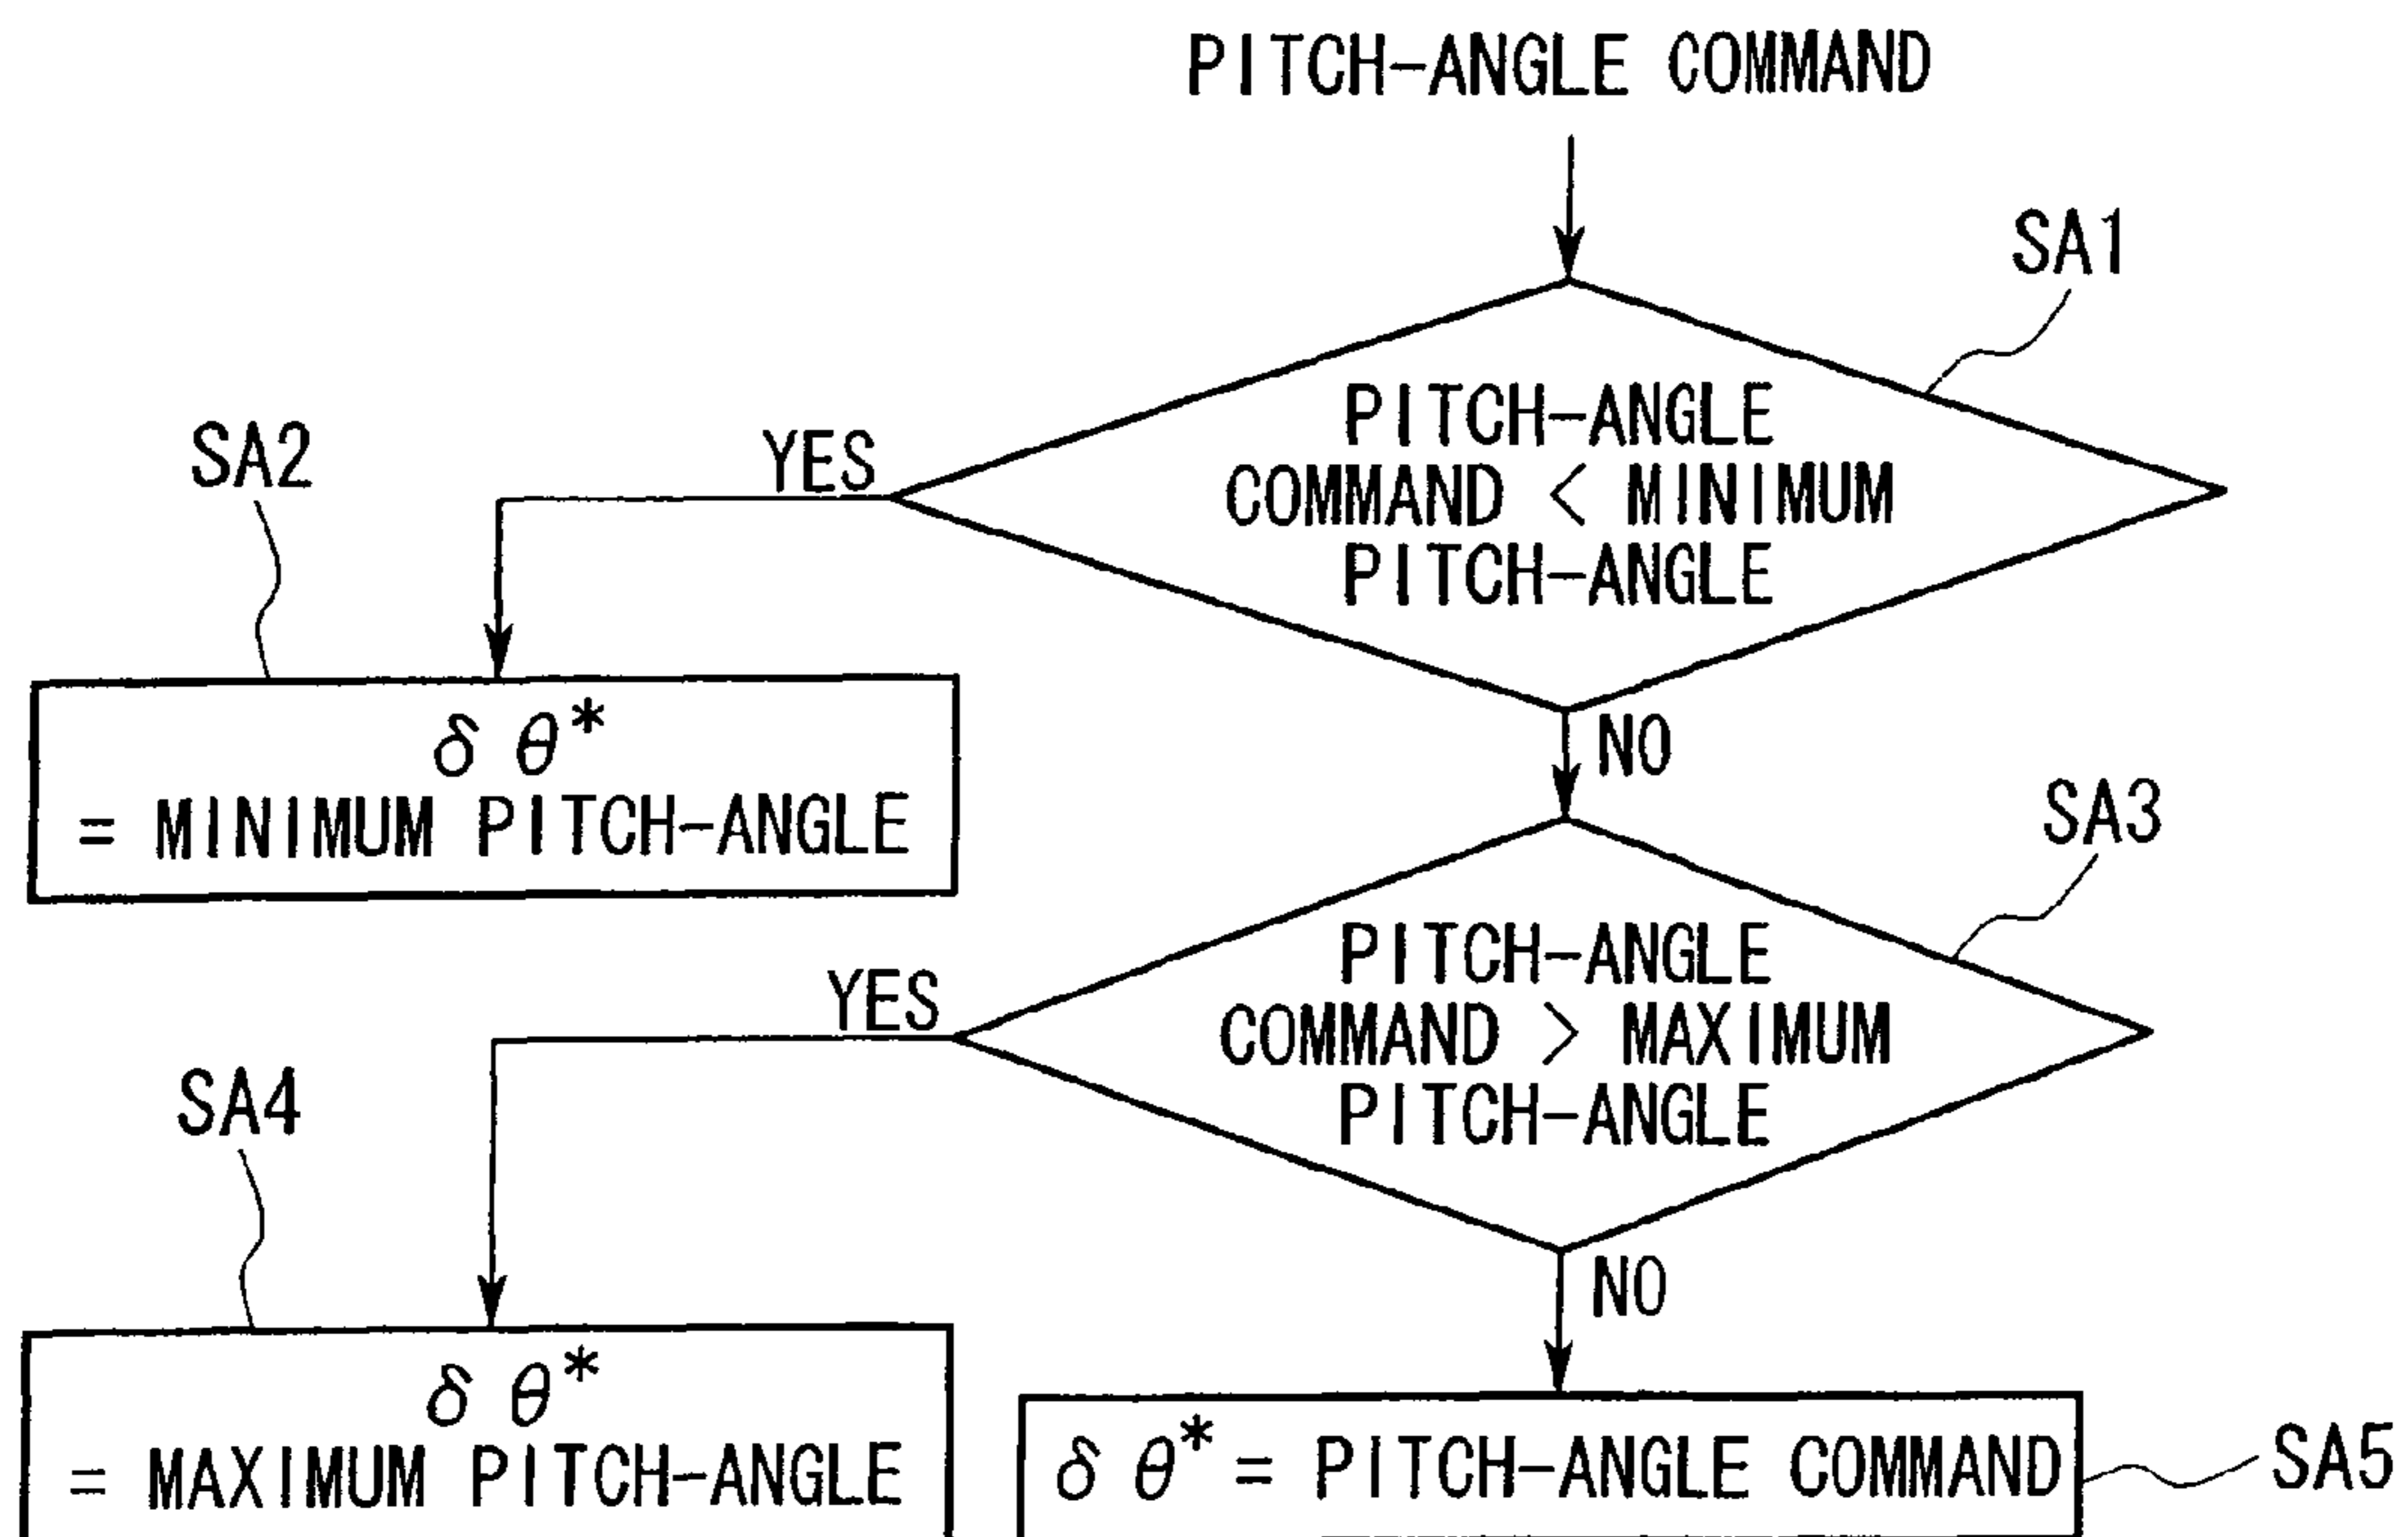 PITCH-ANGLE COMMAND
SA1
PITCH-ANGLE
COMMAND < MINIMUM
PITCH-ANGLE
YES
SA2
δ θ*
= MINIMUM PITCH-ANGLE
NO
SA3
PITCH-ANGLE
COMMAND > MAXIMUM
PITCH-ANGLE
YES
SA4
δ θ*
= MAXIMUM PITCH-ANGLE
NO
δ θ* = PITCH-ANGLE COMMAND
SA5